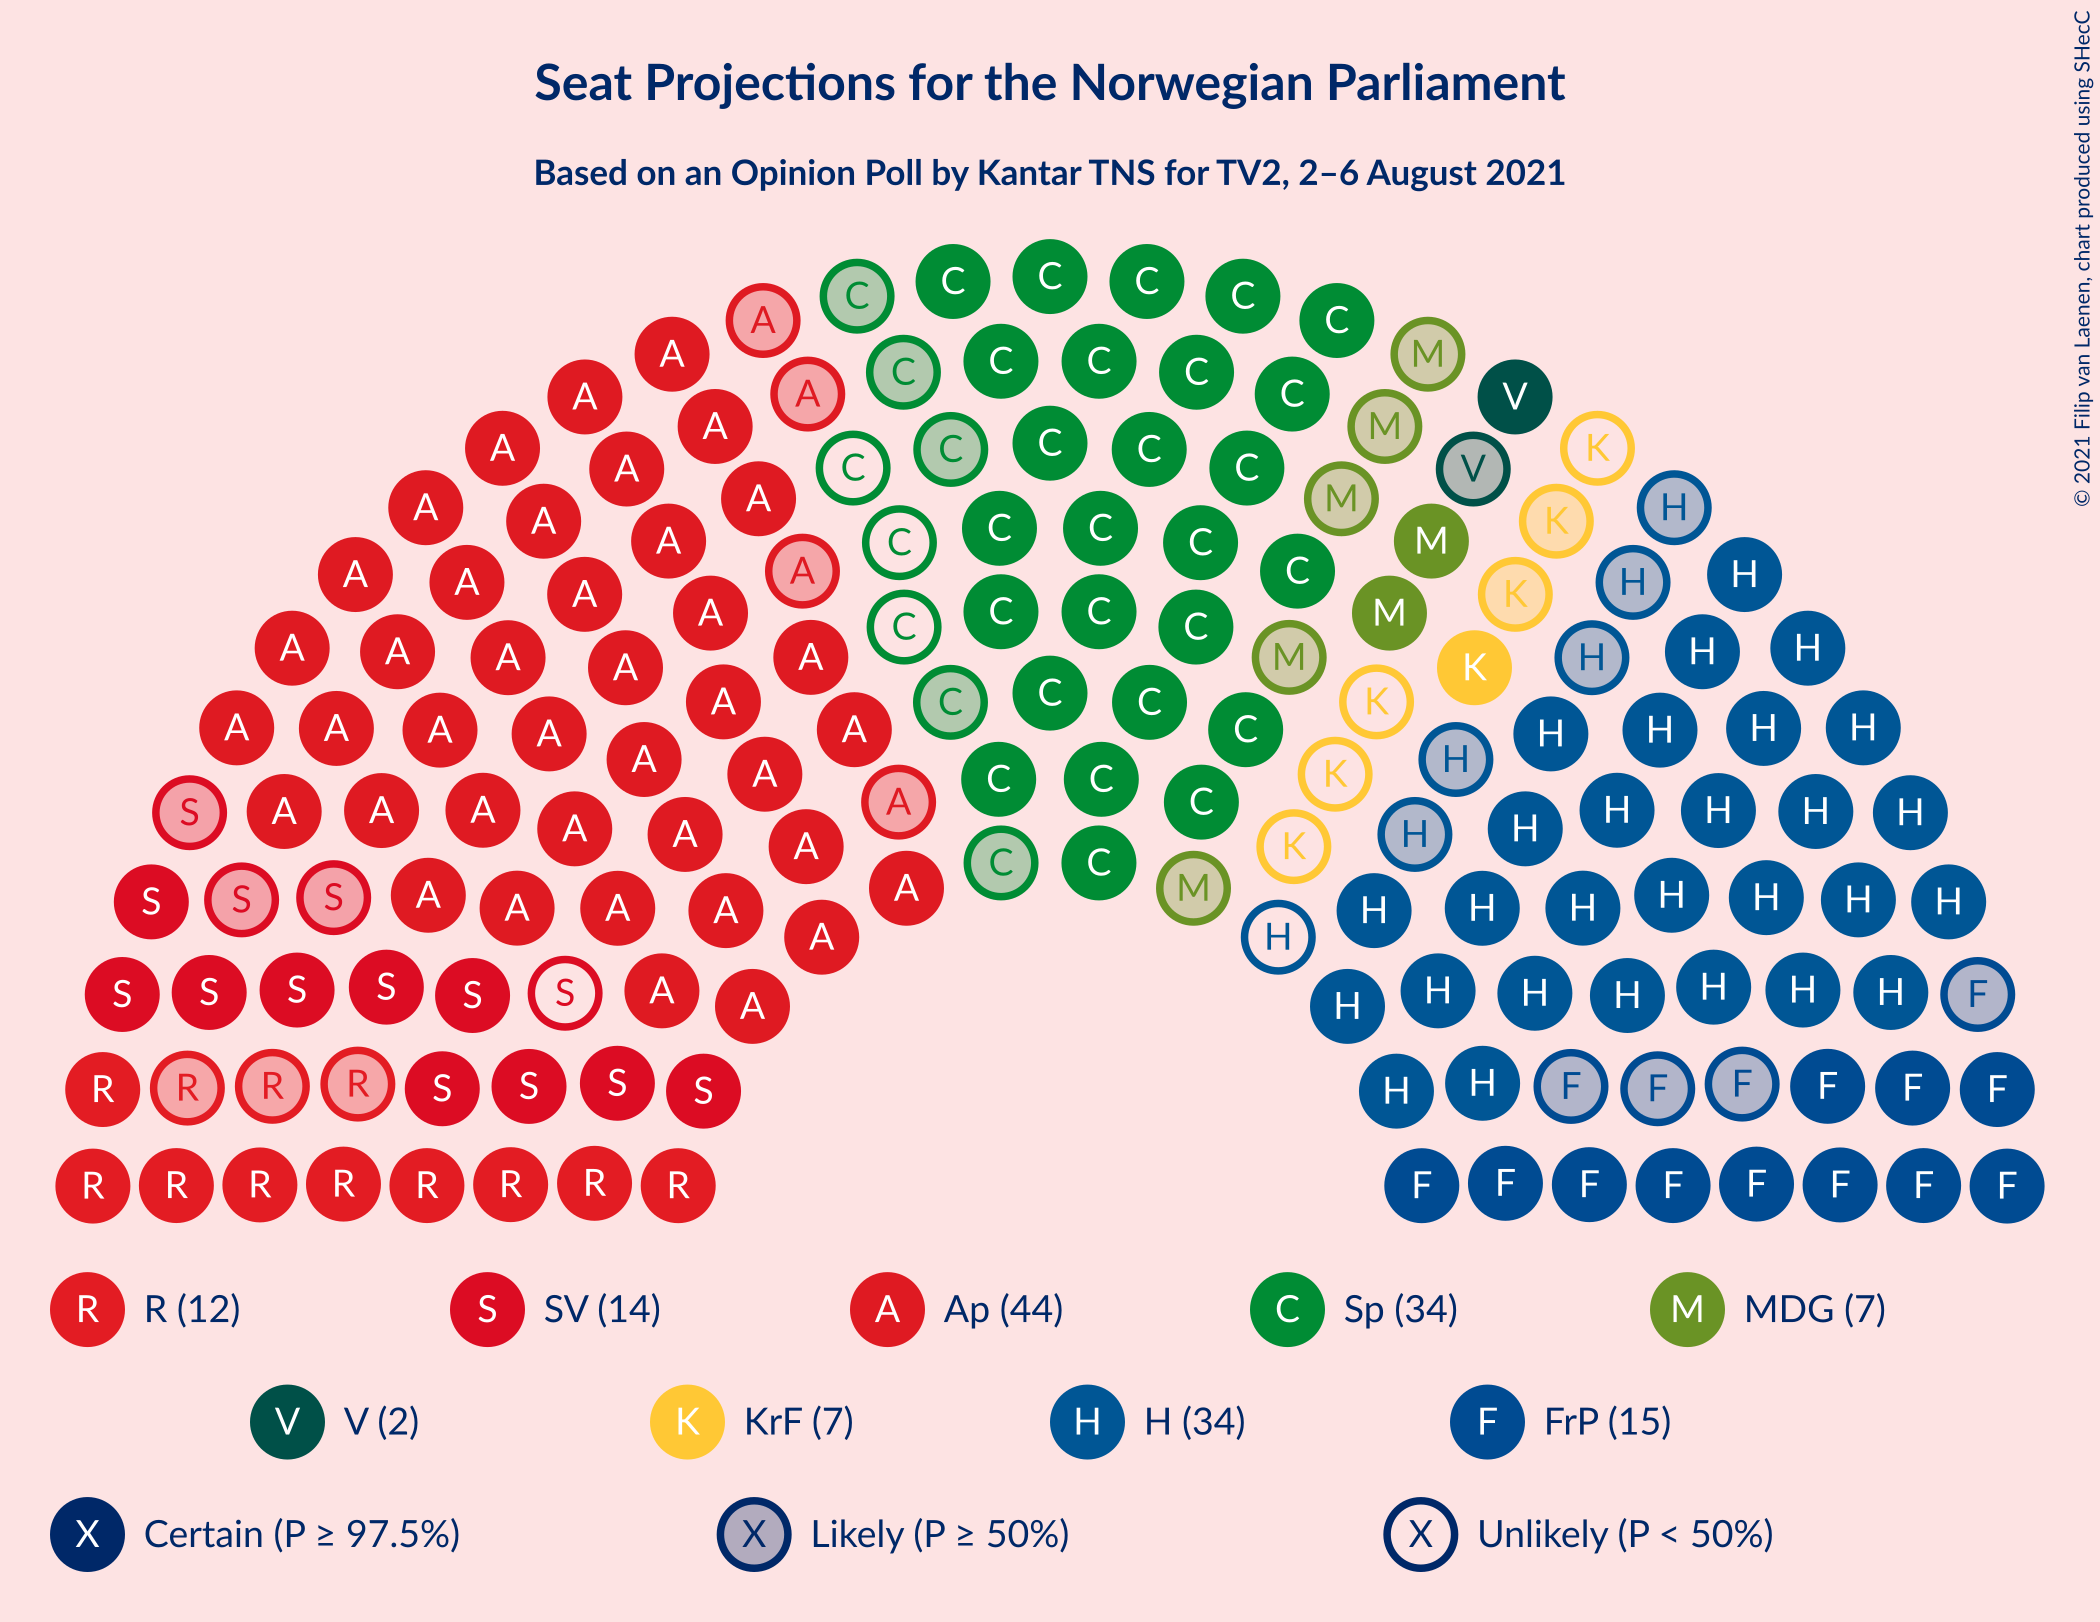 Seat Projections for the Norwegian Parliament
Based on an Opinion Poll by Kantar TNS for TV2, 2–6 August 2021
© 2021 Filip van Laenen, chart produced using SHecC
C C C C C
A C M
A C C C C M V
A A C C C C M V K
A A A C C C C M K H
A A A A C C C C M K H H
A A A A C C C C M K H H H
A A A A A C C C C K H H H H
A A A A A A C C C K H H H H H
S A A A A A A C C M K H H H H H H
S S S A A A A A H H H H H H H H
S S S S S S A A H H H H H H H F
R R R R S S S S H H F F F F F F
R R R R R R R R F F F F F F F F
R R (12) S SV (14) A Ap (44) C Sp (34) M MDG (7)
V V (2) K KrF (7) H H (34) F FrP (15)
X Certain (P ≥ 97.5%) X Likely (P ≥ 50%) X Unlikely (P < 50%)